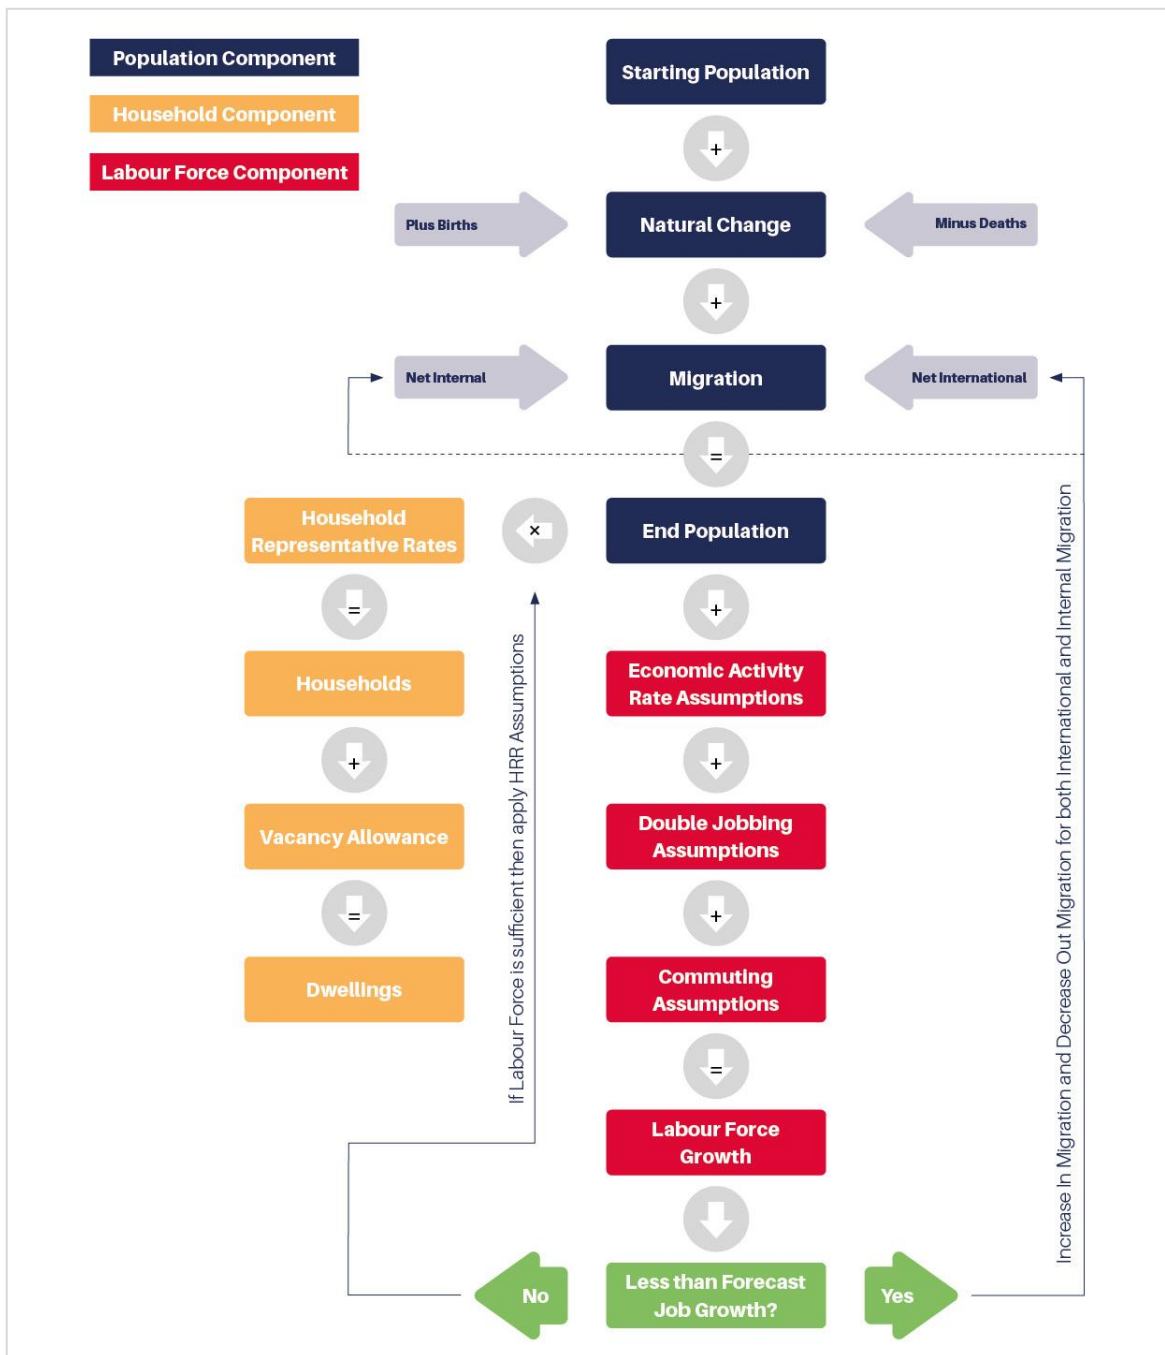 Population Component
Household Component
Labour Force Component
Starting Population
+
Plus Births
Natural Change
Minus Deaths
+
Net Internal
Migration
Net International
=
Household
Representative Rates
×
End Population
=
+
Households
Economic Activity
Rate Assumptions
+
+
Vacancy Allowance
Double Jobbing
Assumptions
=
+
Dwellings
Commuting
Assumptions
=
If Labour Force is sufficient then apply HRR Assumptions
Increase In Migration and Decrease Out Migration for both International and Internal Migration
Labour Force
Growth
No
Less than Forecast
Job Growth?
Yes